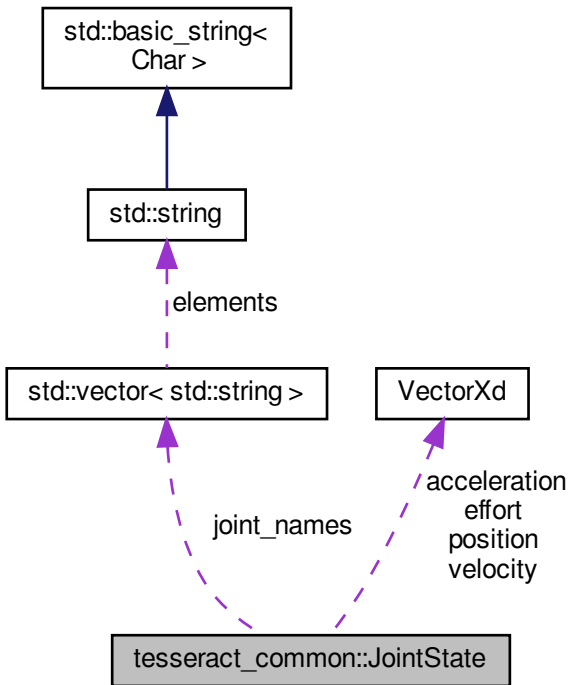 std::basic_string<
Char >
std::string
elements
std::vector< std::string >
VectorXd
joint_names
acceleration
effort
position
velocity
tesseract_common::JointState